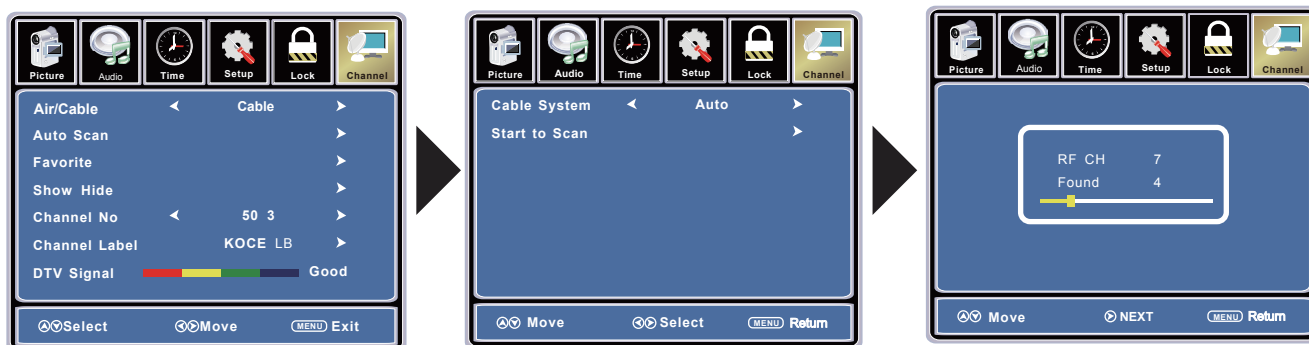 Picture Audio Time Setup Lock Channel
Air/Cable Cable
Auto Scan
Favorite
Show Hide
Channel No 50 3
Channel Label KOCE LB
DTV Signal Good
Select Move MENU Exit
Picture Audio Time Setup Lock Channel
Cable System Auto
Start to Scan
Move Select MENU Return
Picture Audio Time Setup Lock Channel
RF CH 7
Found 4
Move NEXT MENU Return